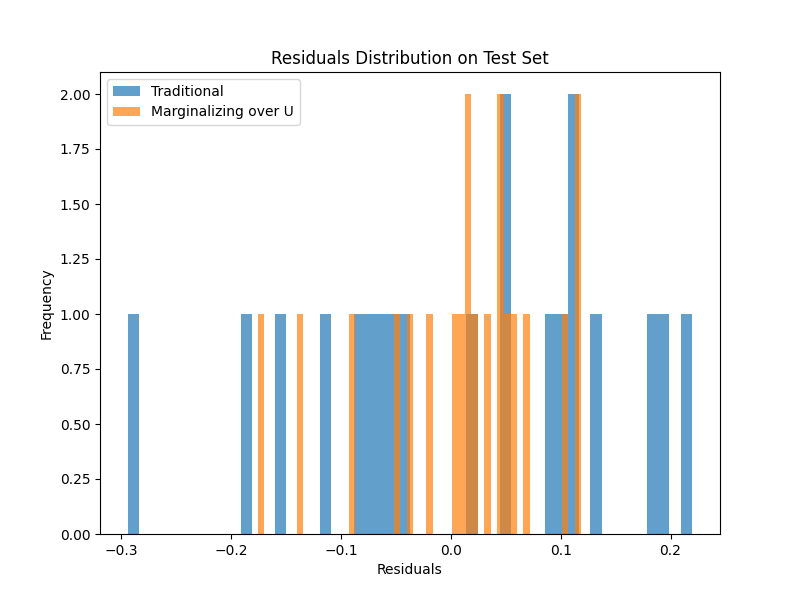 Residuals Distribution on Test Set
Traditional
Marginalizing over U
2.00
1.75
1.50
1.25
1.00
0.75
0.50
0.25
0.00
Frequency
−0.3 −0.2 −0.1 0.0 0.1 0.2
Residuals